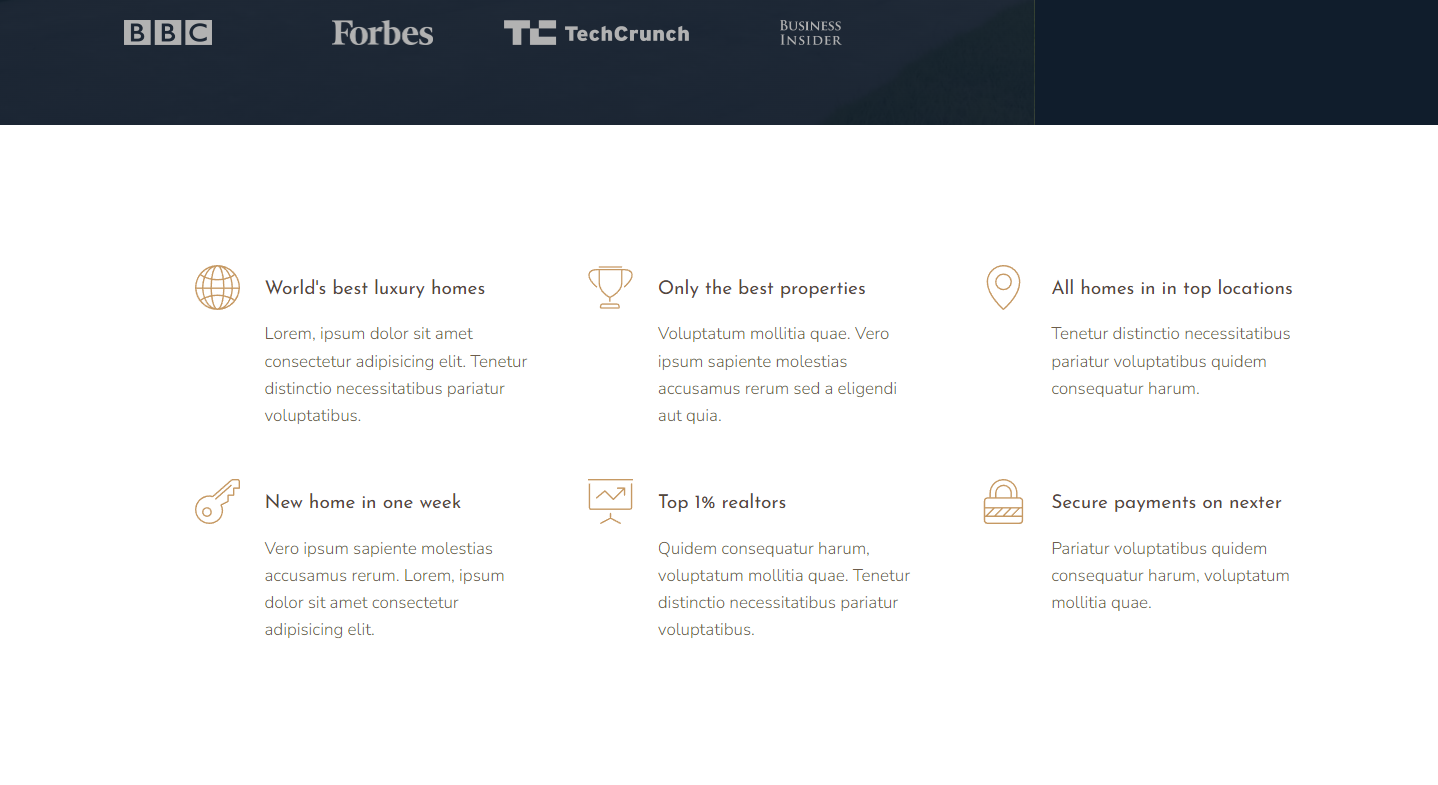 BBC
Forbes
TC TechCrunch
BUSINESS
INSIDER
World's best luxury homes
Lorem, ipsum dolor sit amet
consectetur adipisicing elit. Tenetur
distinctio necessitatibus pariatur
voluptatibus.
Only the best properties
Voluptatum mollitia quae. Vero
ipsum sapiente molestias
accusamus rerum sed a eligendi
aut quia.
All homes in in top locations
Tenetur distinctio necessitatibus
pariatur voluptatibus quidem
consequatur harum.
New home in one week
Vero ipsum sapiente molestias
accusamus rerum. Lorem, ipsum
dolor sit amet consectetur
adipisicing elit.
Top 1% realtors
Quidem consequatur harum,
voluptatum mollitia quae. Tenetur
distinctio necessitatibus pariatur
voluptatibus.
Secure payments on nexter
Pariatur voluptatibus quidem
consequatur harum, voluptatum
mollitia quae.